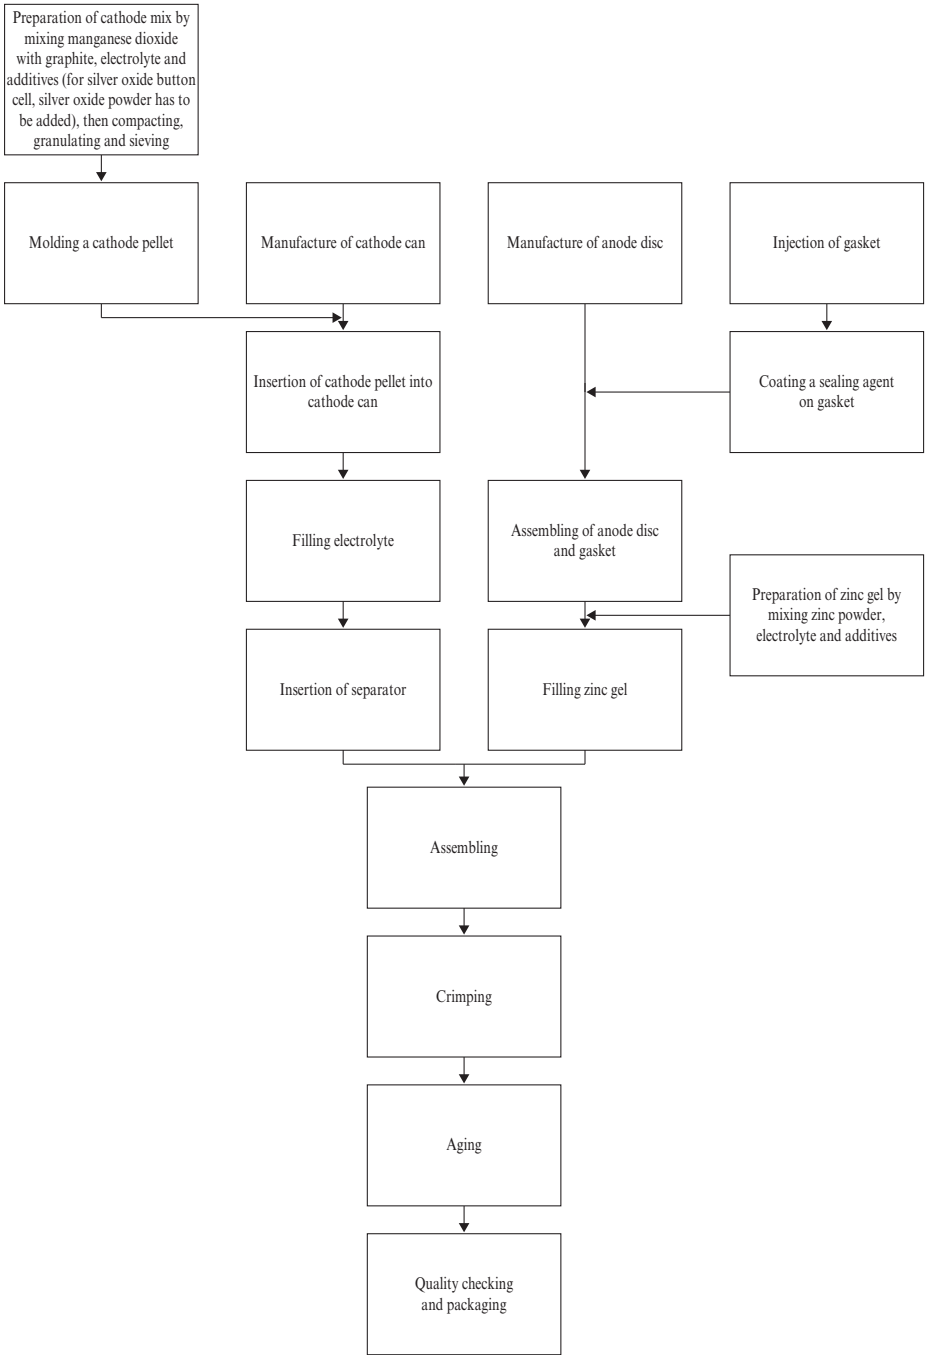 Preparation of cathode mix by
mixing manganese dioxide
with graphite, electrolyte and
additives (for silver oxide button
cell, silver oxide powder has to
be added), then compacting,
granulating and sieving
Molding a cathode pellet
Manufacture of cathode can
Manufacture of anode disc
Injection of gasket
Insertion of cathode pellet into
cathode can
Coating a sealing agent
on gasket
Filling electrolyte
Assembling of anode disc
and gasket
Preparation of zinc gel by
mixing zinc powder,
electrolyte and additives
Insertion of separator
Filling zinc gel
Assembling
Crimping
Aging
Quality checking
and packaging